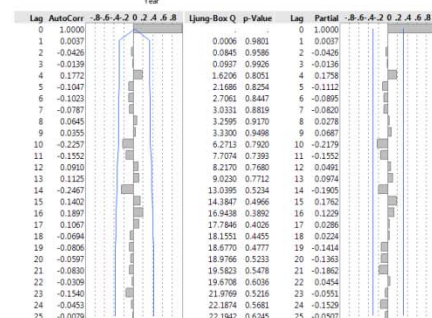 Year
Lag AutoCorr -.8-.6-.4-.2 0 .2 .4 .6 .8 Ljung-Box Q p-Value Lag Partial -.8-.6-.4-.2 0 .2 .4 .6 .8
0 1.0000 . . 0 1.0000
1 0.0037 0.0006 0.9801 1 0.0037
2 -0.0426 0.0845 0.9586 2 -0.0426
3 -0.0139 0.0937 0.9926 3 -0.0136
4 0.1772 1.6206 0.8051 4 0.1758
5 -0.1047 2.1686 0.8254 5 -0.1112
6 -0.1023 2.7061 0.8447 6 -0.0895
7 -0.0787 3.0331 0.8819 7 -0.0820
8 0.0645 3.2595 0.9170 8 0.0278
9 0.0355 3.3300 0.9498 9 0.0687
10 -0.2257 6.2713 0.7920 10 -0.2179
11 -0.1552 7.7074 0.7393 11 -0.1552
12 0.0910 8.2170 0.7680 12 0.0491
13 0.1125 9.0230 0.7712 13 0.0974
14 -0.2467 13.0395 0.5234 14 -0.1905
15 0.1402 14.3847 0.4966 15 0.1762
16 0.1897 16.9438 0.3892 16 0.1229
17 0.1067 17.7846 0.4026 17 0.0286
18 -0.0694 18.1551 0.4455 18 0.0224
19 -0.0806 18.6770 0.4777 19 -0.1414
20 -0.0597 18.9766 0.5233 20 -0.1363
21 -0.0830 19.5823 0.5478 21 -0.1862
22 -0.0309 19.6708 0.6036 22 0.0454
23 -0.1540 21.9769 0.5216 23 -0.0551
24 -0.0453 22.1874 0.5681 24 -0.1529
25 -0.0079 22.1942 0.6245 25 -0.0507